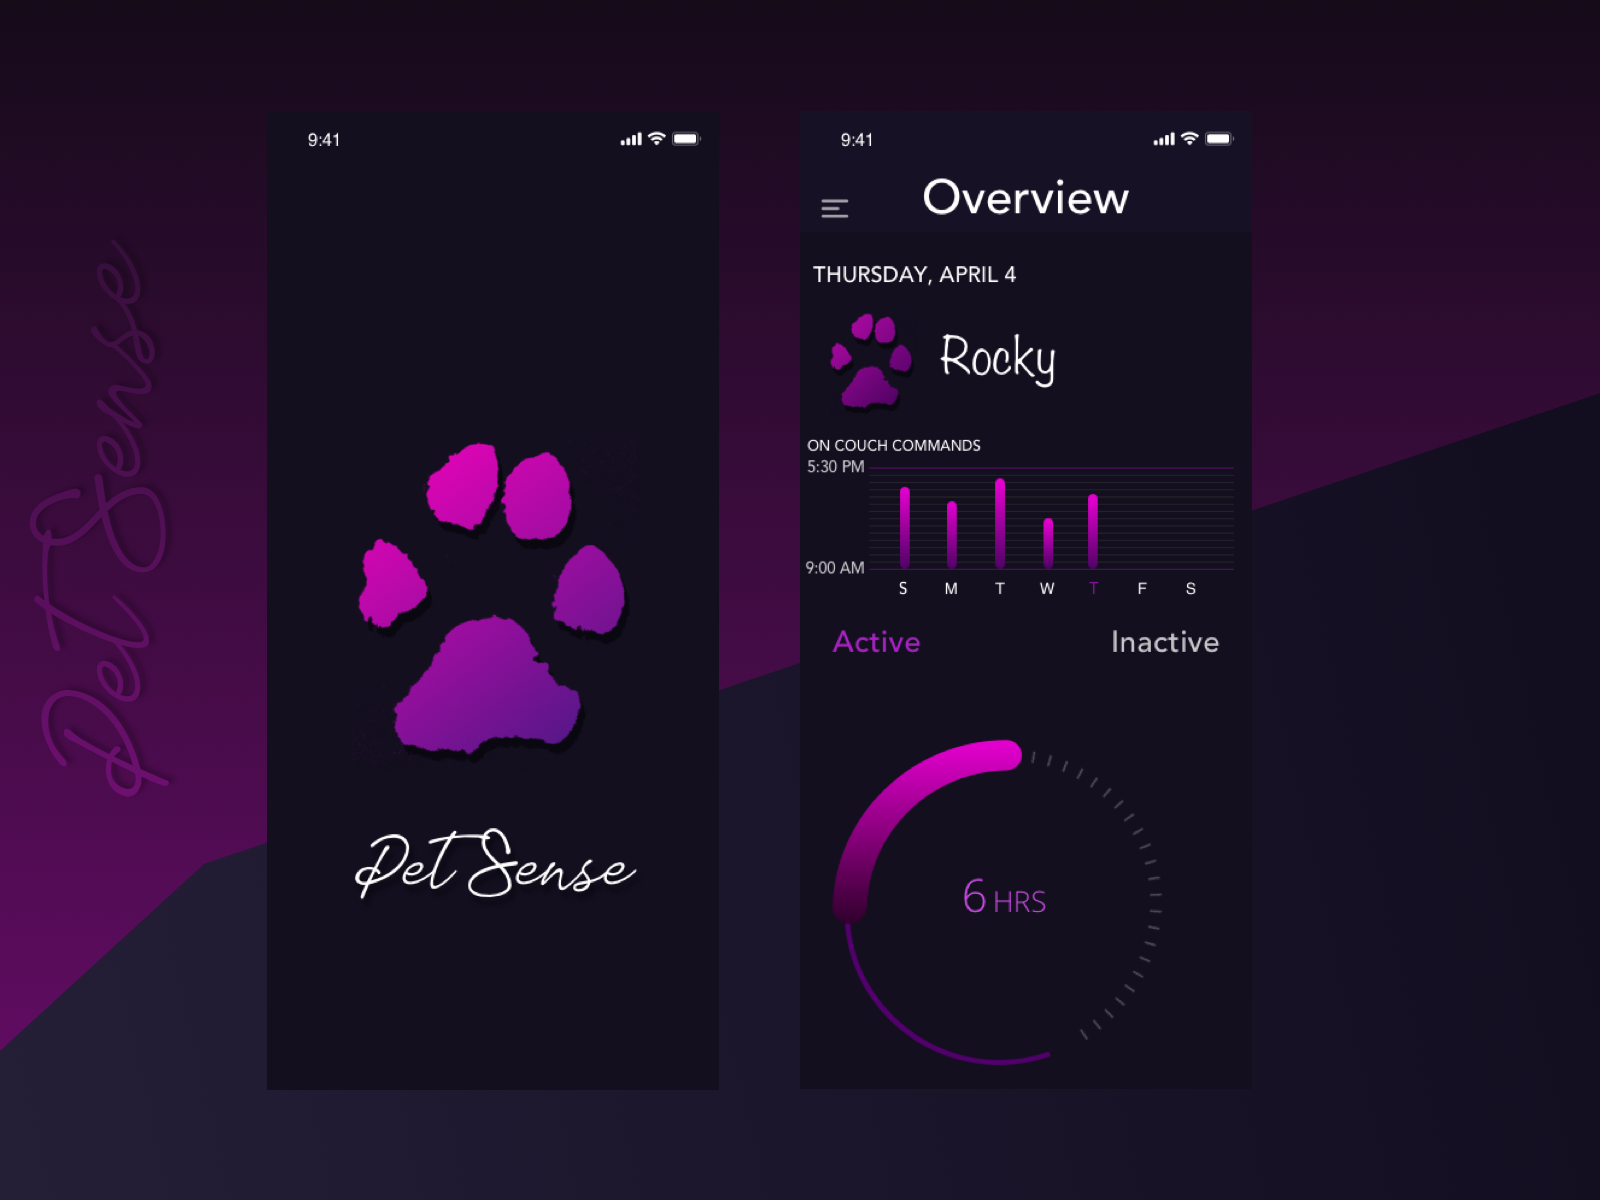 Pet Sense
9:41
Pet Sense
9:41
Overview
THURSDAY, APRIL 4
Rocky
ON COUCH COMMANDS
5:30 PM
9:00 AM
S M T W T F S
Active Inactive
6 HRS